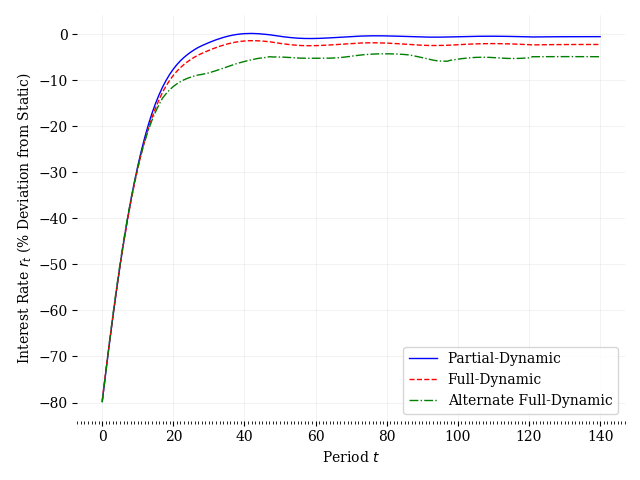 Interest Rate r_t (% Deviation from Static)
0
−10
−20
−30
−40
−50
−60
−70
−80
Partial-Dynamic
Full-Dynamic
Alternate Full-Dynamic
0 20 40 60 80 100 120 140
Period t